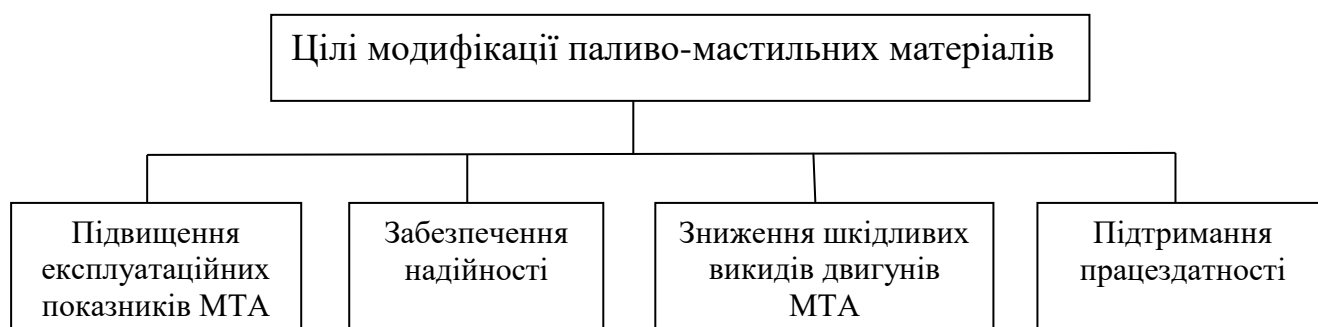 Цілі модифікації паливо-мастильних матеріалів
Підвищення
експлуатаційних
показників МТА
Забезпечення
надійності
Зниження шкідливих
викидів двигунів
МТА
Підтримання
працездатності